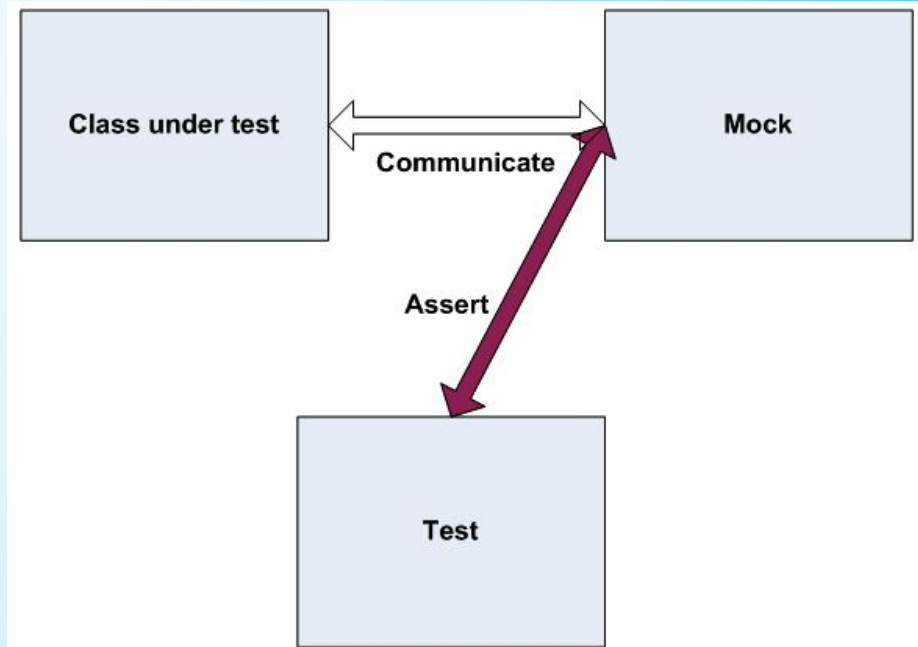 Class under test
Mock
Communicate
Assert
Test